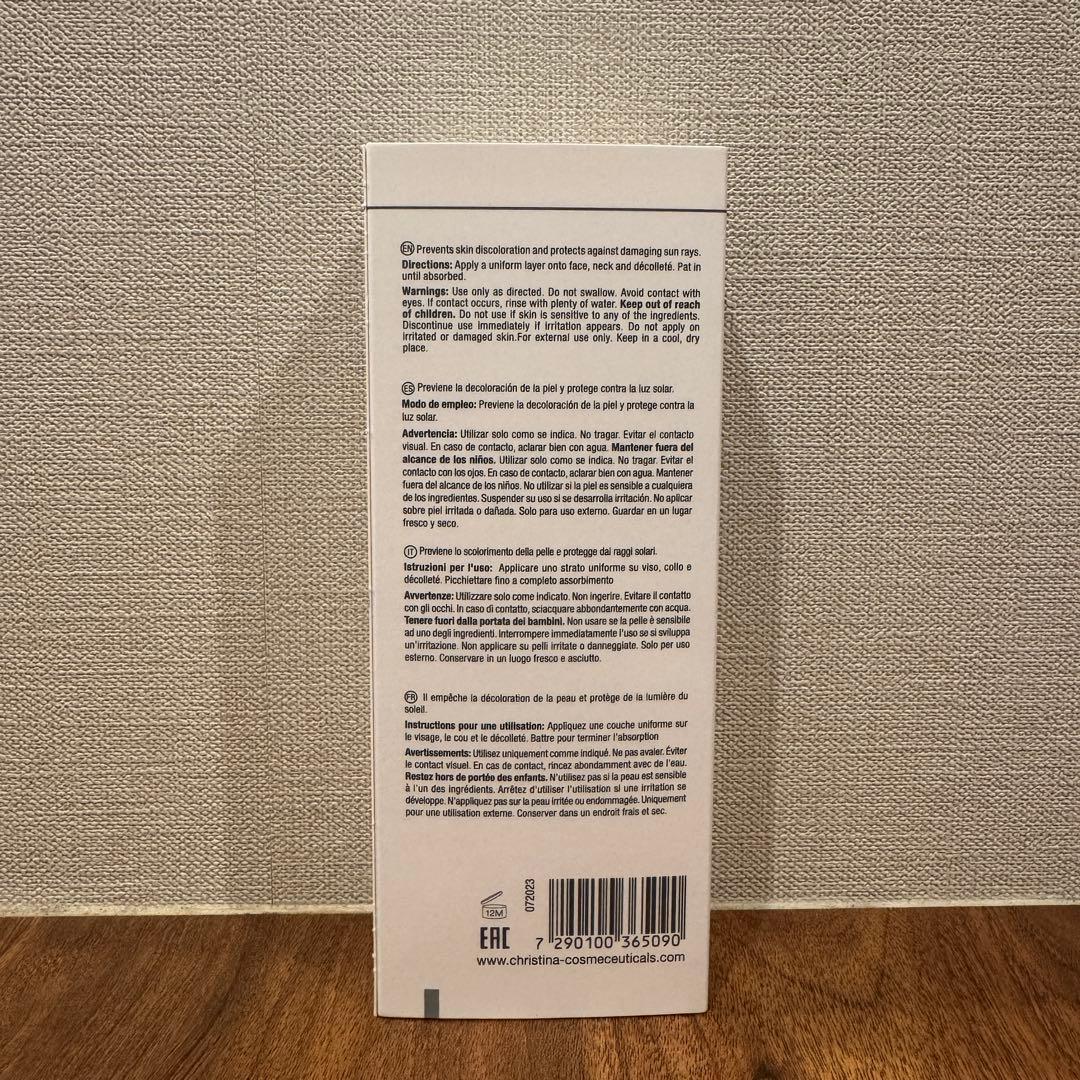 EN Prevents skin discoloration and protects against damaging sun rays.
Directions: Apply a uniform layer onto face, neck and décolleté. Pat in
until absorbed.
Warnings: Use only as directed. Do not swallow. Avoid contact with
eyes. If contact occurs, rinse with plenty of water. Keep out of reach
of children. Do not use if skin is sensitive to any of the ingredients.
Discontinue use immediately if irritation appears. Do not apply on
irritated or damaged skin.For external use only. Keep in a cool, dry
place.
ES Previene la decoloración de la piel y protege contra la luz solar.
Modo de empleo: Previene la decoloración de la piel y protege contra la
luz solar.
Advertencia: Utilizar solo como se indica. No tragar. Evitar el contacto
visual. En caso de contacto, aclarar bien con agua. Mantener fuera del
alcance de los niños. Utilizar solo como se indica. No tragar. Evitar el
contacto con los ojos. En caso de contacto, aclarar bien con agua. Mantener
fuera del alcance de los niños. No utilizar si la piel es sensible a cualquiera
de los ingredientes. Suspender su uso si se desarrolla irritación. No aplicar
sobre piel irritada o dañada. Solo para uso externo. Guardar en un lugar
fresco y seco.
IT Previene lo scolorimento della pelle e protegge dai raggi solari.
Istruzioni per l'uso: Applicare uno strato uniforme su viso, collo e
décolleté. Picchiettare fino a completo assorbimento
Avvertenze: Utilizzare solo come indicato. Non ingerire. Evitare il contatto
con gli occhi. In caso di contatto, sciacquare abbondantemente con acqua.
Tenere fuori dalla portata dei bambini. Non usare se la pelle è sensibile
ad uno degli ingredienti. Interrompere immediatamente l'uso se si sviluppa
un'irritazione. Non applicare su pelli irritate o danneggiate. Solo per uso
esterno. Conservare in un luogo fresco e asciutto.
FR Il empêche la décoloration de la peau et protège de la lumière du
soleil.
Instructions pour une utilisation: Appliquez une couche uniforme sur
le visage, le cou et le décolleté. Battre pour terminer l'absorption
Avertissements: Utilisez uniquement comme indiqué. Ne pas avaler. Éviter
le contact visuel. En cas de contact, rincez abondamment avec de l'eau.
Restez hors de portée des enfants. N'utilisez pas si la peau est sensible
à l'un des ingrédients. Arrêtez d'utiliser l'utilisation si une irritation se
développe. N'appliquez pas sur la peau irritée ou endommagée. Uniquement
pour une utilisation externe. Conserver dans un endroit frais et sec.
12M
072023
EAC
7 290100 365090
www.christina-cosmeceuticals.com